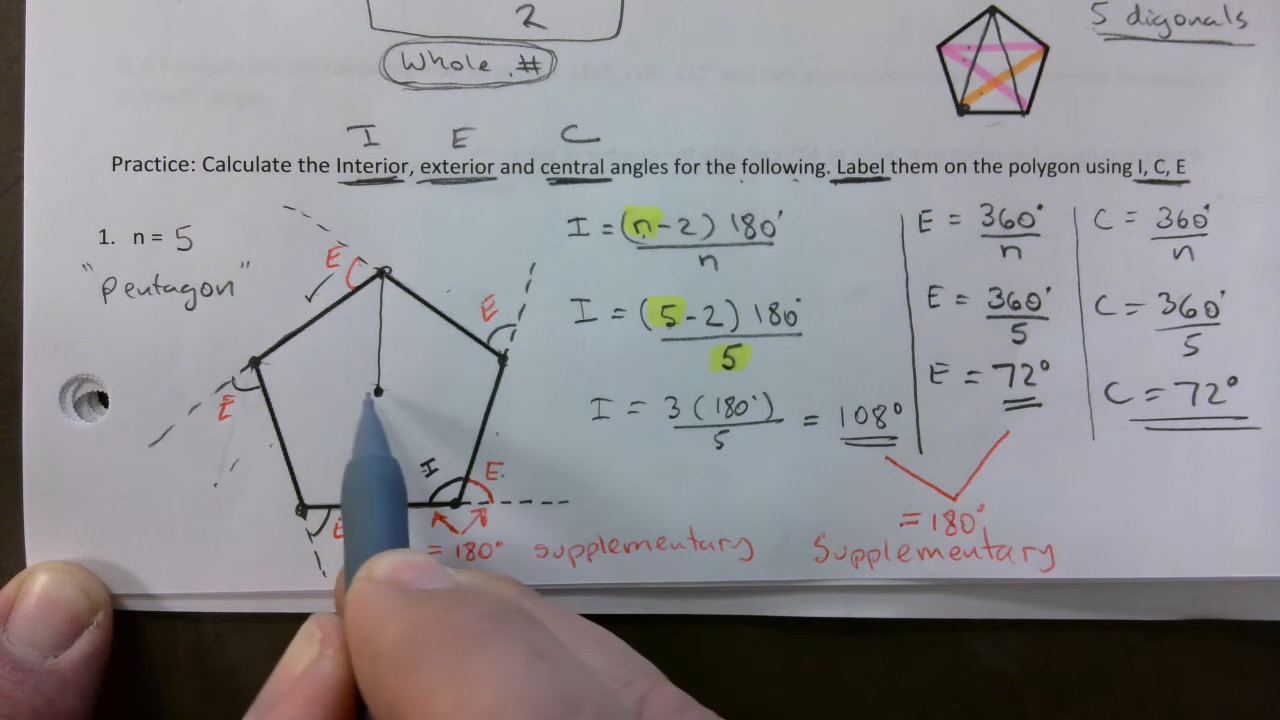 2
Whole #
5 digonals
I E C
Practice: Calculate the Interior, exterior and central angles for the following. Label them on the polygon using I, C, E
1. n = 5
"Pentagon"
E
E
E
I
E
E
= 180° supplementary
I = (n-2) 180°
n
I = (5-2) 180°
5
I = 3 (180°) = 108°
5
E = 360°
n
E = 360°
5
E = 72°
C = 360°
n
C = 360°
5
C = 72°
= 180°
Supplementary